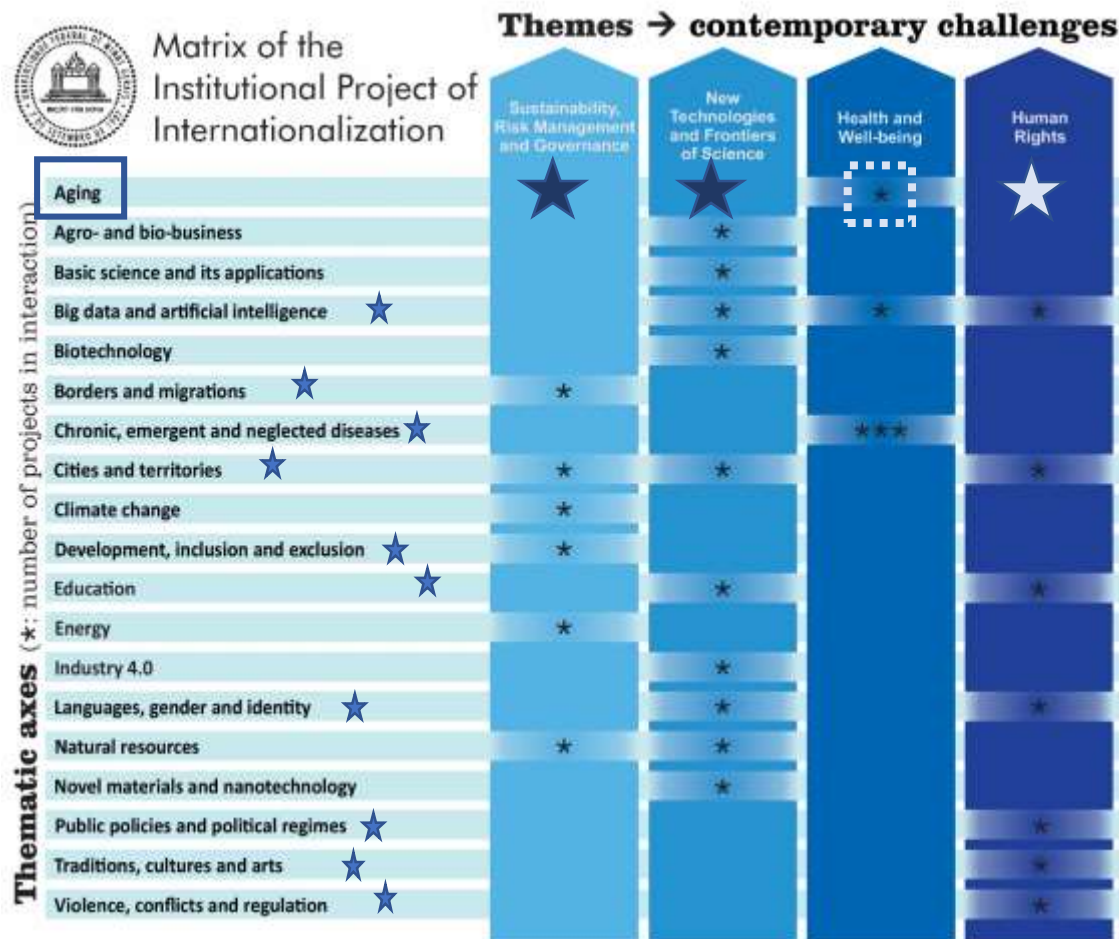 Themes → contemporary challenges
Matrix of the
Institutional Project of
Internationalization
Sustainability,
Risk Management
and Governance
New
Technologies
and Frontiers
of Science
Health and
Well-being
Human
Rights
Thematic axes (*: number of projects in interaction)
Aging *
Agro- and bio-business *
Basic science and its applications *
Big data and artificial intelligence * * *
Biotechnology *
Borders and migrations *
Chronic, emergent and neglected diseases ***
Cities and territories * * *
Climate change *
Development, inclusion and exclusion *
Education * *
Energy *
Industry 4.0 *
Languages, gender and identity * *
Natural resources * *
Novel materials and nanotechnology *
Public policies and political regimes *
Traditions, cultures and arts *
Violence, conflicts and regulation *